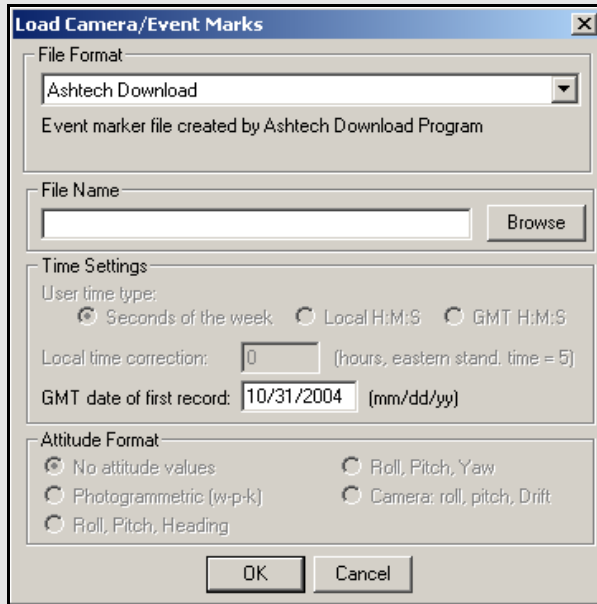 Load Camera/Event Marks
File Format
Ashtech Download
Event marker file created by Ashtech Download Program
File Name
Browse
Time Settings
User time type:
Seconds of the week Local H:M:S GMT H:M:S
Local time correction: 0 (hours, eastern stand. time = 5)
GMT date of first record: 10/31/2004 (mm/dd/yy)
Attitude Format
No attitude values Roll, Pitch, Yaw
Photogrammetric (w-p-k) Camera: roll, pitch, Drift
Roll, Pitch, Heading
OK Cancel